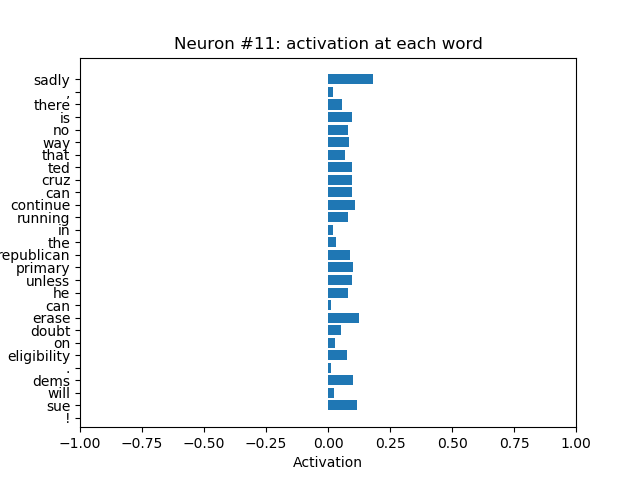 Neuron #11: activation at each word
sadly
,
there
is
no
way
that
ted
cruz
can
continue
running
in
the
republican
primary
unless
he
can
erase
doubt
on
eligibility
.
dems
will
sue
!
−1.00 −0.75 −0.50 −0.25 0.00 0.25 0.50 0.75 1.00
Activation